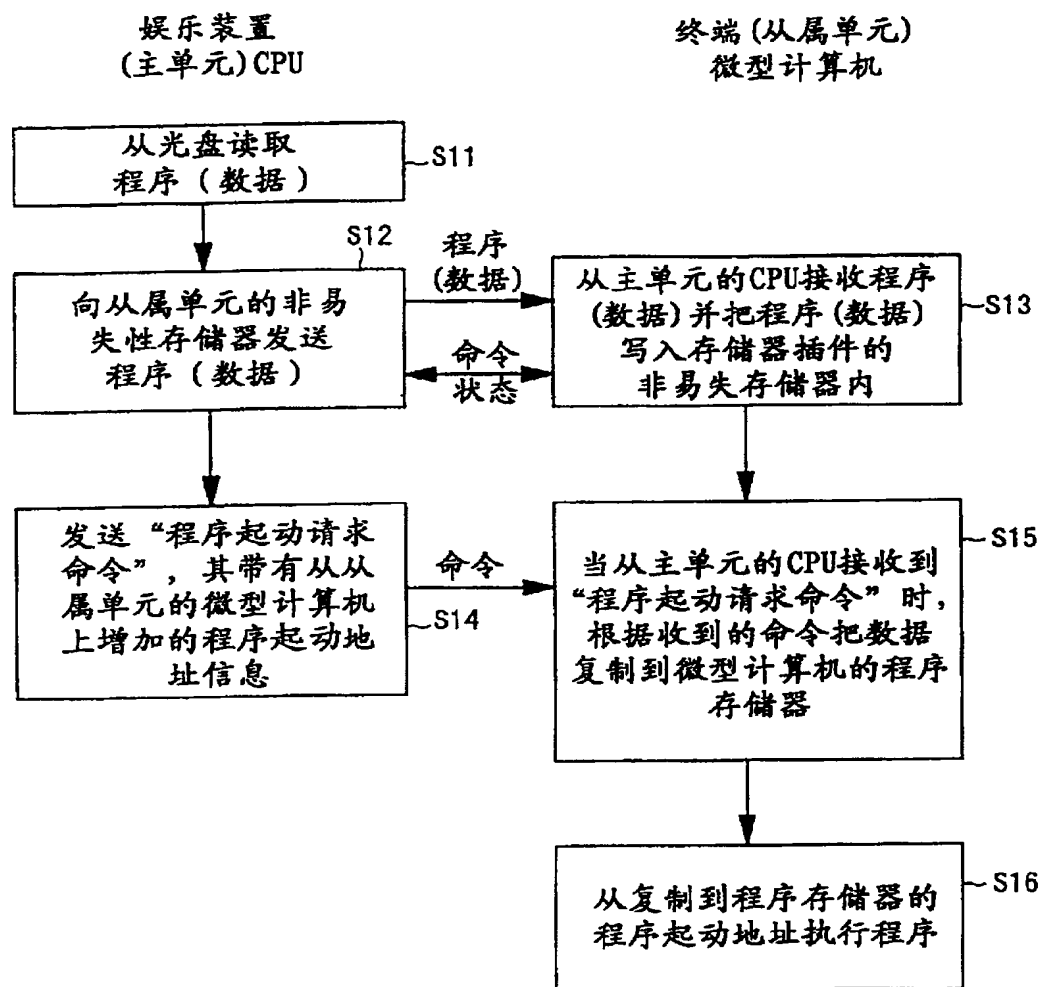 娱乐装置
(主单元)CPU
终端(从属单元)
微型计算机
从光盘读取
程序(数据)
S11
S12
向从属单元的非易
失性存储器发送
程序(数据)
程序
(数据)
命令
状态
从主单元的CPU接收程序
(数据)并把程序(数据)
写入存储器插件的
非易失存储器内
S13
发送“程序起动请求
命令”,其带有从从
属单元的微型计算机
上增加的程序起动地
址信息
S14
命令
当从主单元的CPU接收到
“程序起动请求命令”时,
根据收到的命令把数据
复制到微型计算机的程序
存储器
S15
从复制到程序存储器的
程序起动地址执行程序
S16